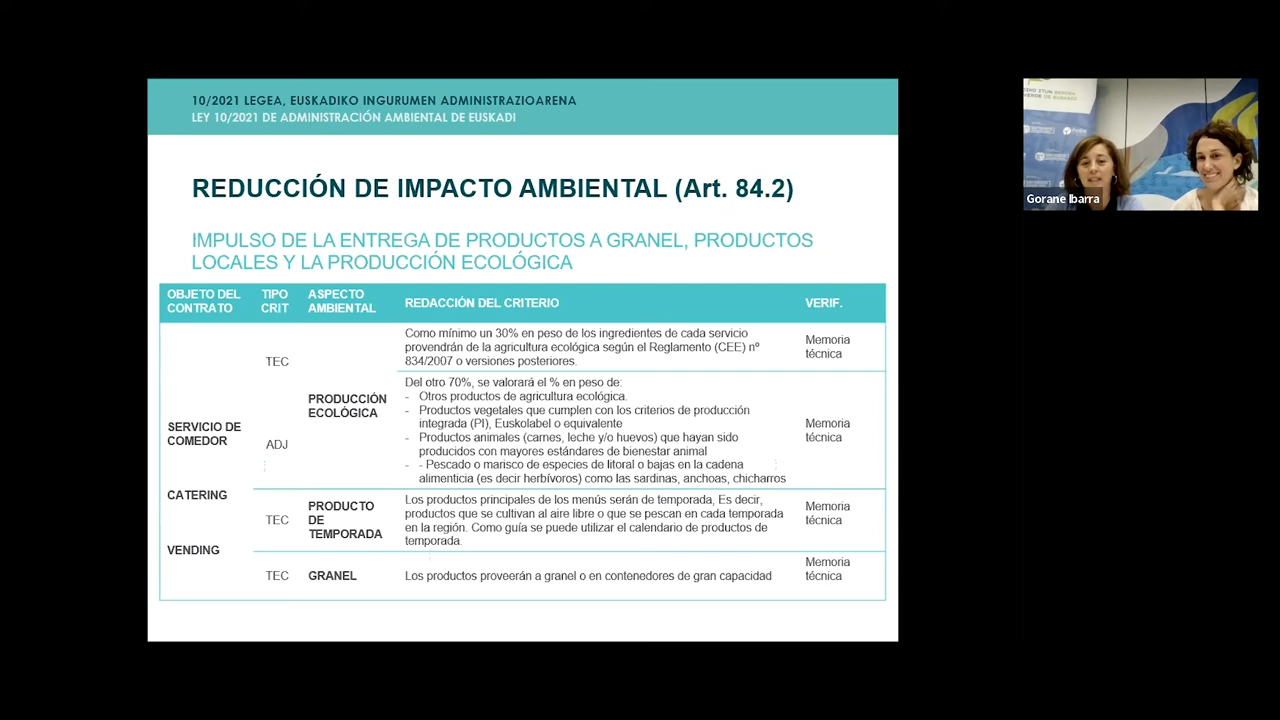 10/2021 LEGEA, EUSKADIKO INGURUMEN ADMINISTRAZIOARENA
LEY 10/2021 DE ADMINISTRACIÓN AMBIENTAL DE EUSKADI
REDUCCIÓN DE IMPACTO AMBIENTAL (Art. 84.2)
IMPULSO DE LA ENTREGA DE PRODUCTOS A GRANEL, PRODUCTOS
LOCALES Y LA PRODUCCIÓN ECOLÓGICA
OBJETO DEL
CONTRATO
TIPO
CRIT
ASPECTO
AMBIENTAL
REDACCIÓN DEL CRITERIO
VERIF.
SERVICIO DE
COMEDOR
CATERING
VENDING
TEC
PRODUCCIÓN
ECOLÓGICA
Como mínimo un 30% en peso de los ingredientes de cada servicio
provendrán de la agricultura ecológica según el Reglamento (CEE) nº
834/2007 o versiones posteriores.
Memoria
técnica
ADJ
Del otro 70%, se valorará el % en peso de:
- Otros productos de agricultura ecológica.
- Productos vegetales que cumplen con los criterios de producción
integrada (PI), Euskolabel o equivalente
- Productos animales (carnes, leche y/o huevos) que hayan sido
producidos con mayores estándares de bienestar animal
- - Pescado o marisco de especies de litoral o bajas en la cadena
alimenticia (es decir herbívoros) como las sardinas, anchoas, chicharros
Memoria
técnica
TEC
PRODUCTO
DE
TEMPORADA
Los productos principales de los menús serán de temporada, Es decir,
productos que se cultivan al aire libre o que se pescan en cada temporada
en la región. Como guía se puede utilizar el calendario de productos de
temporada.
Memoria
técnica
TEC
GRANEL
Los productos proveerán a granel o en contenedores de gran capacidad
Memoria
técnica
Gorane Ibarra